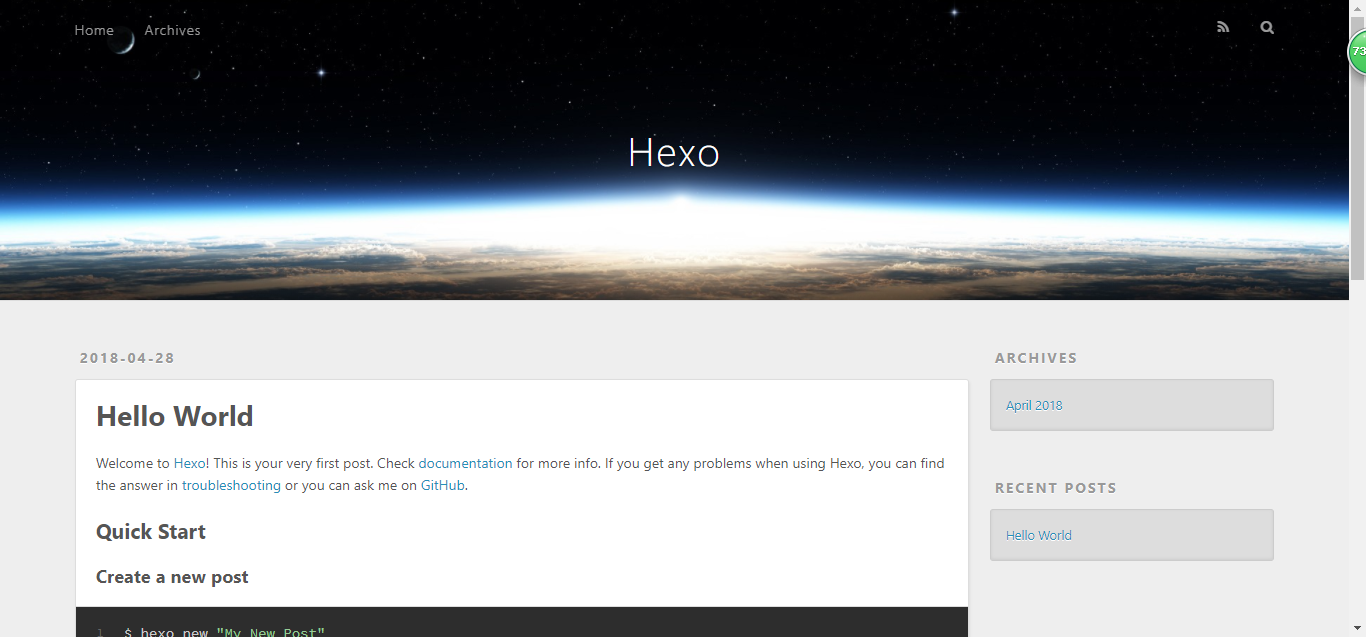 Home Archives
73
Hexo
2018-04-28
ARCHIVES
Hello World
April 2018
Welcome to Hexo! This is your very first post. Check documentation for more info. If you get any problems when using Hexo, you can find
the answer in troubleshooting or you can ask me on GitHub.
RECENT POSTS
Quick Start
Hello World
Create a new post
1 $ hexo new "My New Post"